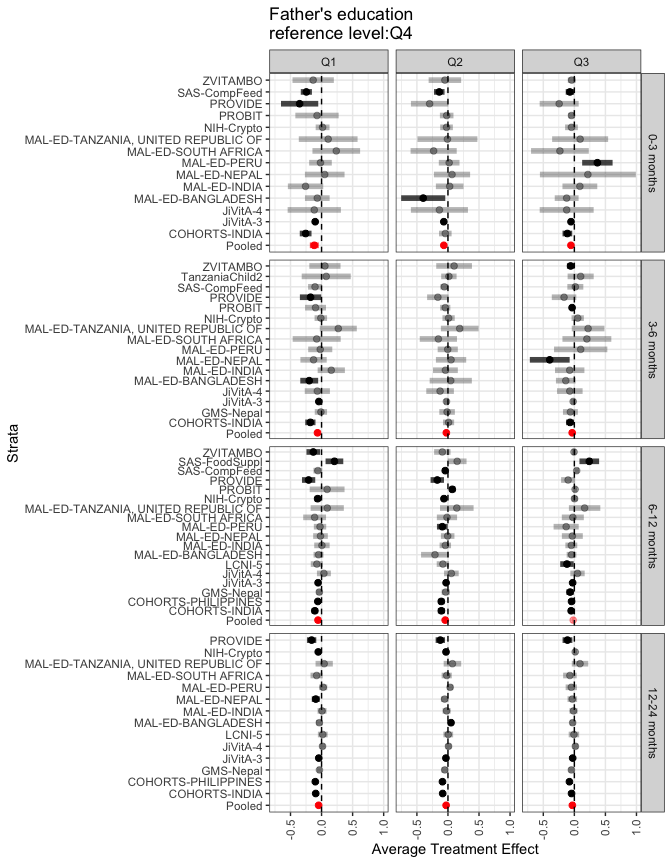 Father's education
reference level:Q4
Q1 Q2 Q3
ZVITAMBO
SAS-CompFeed
PROVIDE
PROBIT
NIH-Crypto
MAL-ED-TANZANIA, UNITED REPUBLIC OF
MAL-ED-SOUTH AFRICA
MAL-ED-PERU
MAL-ED-NEPAL
MAL-ED-INDIA
MAL-ED-BANGLADESH
JiVitA-4
JiVitA-3
COHORTS-INDIA
Pooled
0-3 months
ZVITAMBO
TanzaniaChild2
SAS-CompFeed
PROVIDE
PROBIT
NIH-Crypto
MAL-ED-TANZANIA, UNITED REPUBLIC OF
MAL-ED-SOUTH AFRICA
MAL-ED-PERU
MAL-ED-NEPAL
MAL-ED-INDIA
MAL-ED-BANGLADESH
JiVitA-4
JiVitA-3
GMS-Nepal
COHORTS-INDIA
Pooled
3-6 months
ZVITAMBO
SAS-FoodSuppl
SAS-CompFeed
PROVIDE
PROBIT
NIH-Crypto
MAL-ED-TANZANIA, UNITED REPUBLIC OF
MAL-ED-SOUTH AFRICA
MAL-ED-PERU
MAL-ED-NEPAL
MAL-ED-INDIA
MAL-ED-BANGLADESH
LCNI-5
JiVitA-4
JiVitA-3
GMS-Nepal
COHORTS-PHILIPPINES
COHORTS-INDIA
Pooled
6-12 months
PROVIDE
NIH-Crypto
MAL-ED-TANZANIA, UNITED REPUBLIC OF
MAL-ED-SOUTH AFRICA
MAL-ED-PERU
MAL-ED-NEPAL
MAL-ED-INDIA
MAL-ED-BANGLADESH
LCNI-5
JiVitA-4
JiVitA-3
GMS-Nepal
COHORTS-PHILIPPINES
COHORTS-INDIA
Pooled
12-24 months
Strata
-0.5 0.0 0.5 1.0 -0.5 0.0 0.5 1.0 -0.5 0.0 0.5 1.0
Average Treatment Effect